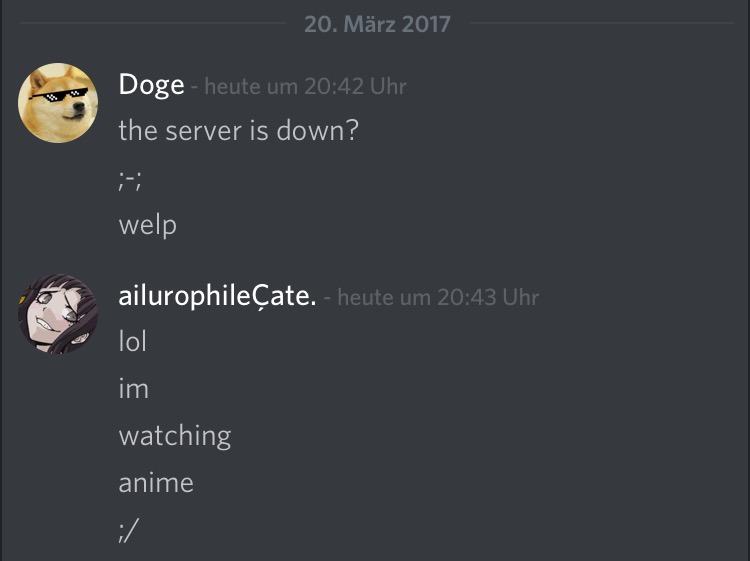 20. März 2017
Doge - heute um 20:42 Uhr
the server is down?
;-;
welp
ailurophileÇate. - heute um 20:43 Uhr
lol
im
watching
anime
;/